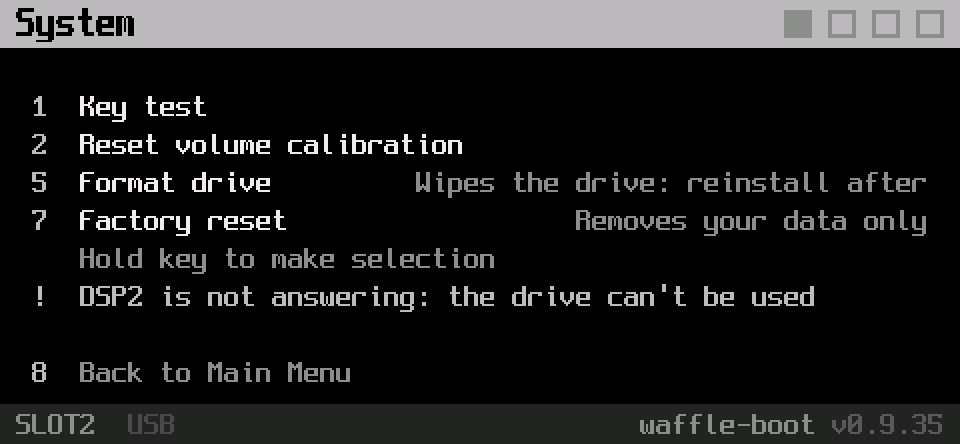 System
1 Key test
2 Reset volume calibration
5 Format drive Wipes the drive: reinstall after
7 Factory reset Removes your data only
Hold key to make selection
! DSP2 is not answering: the drive can't be used
8 Back to Main Menu
SLOT2 USB waffle-boot v0.9.35